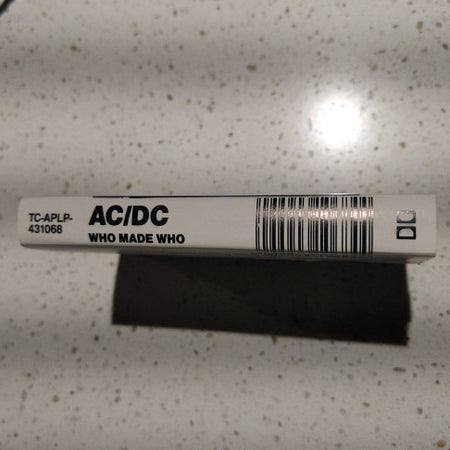 TC-APLP-
431068
AC/DC
WHO MADE WHO